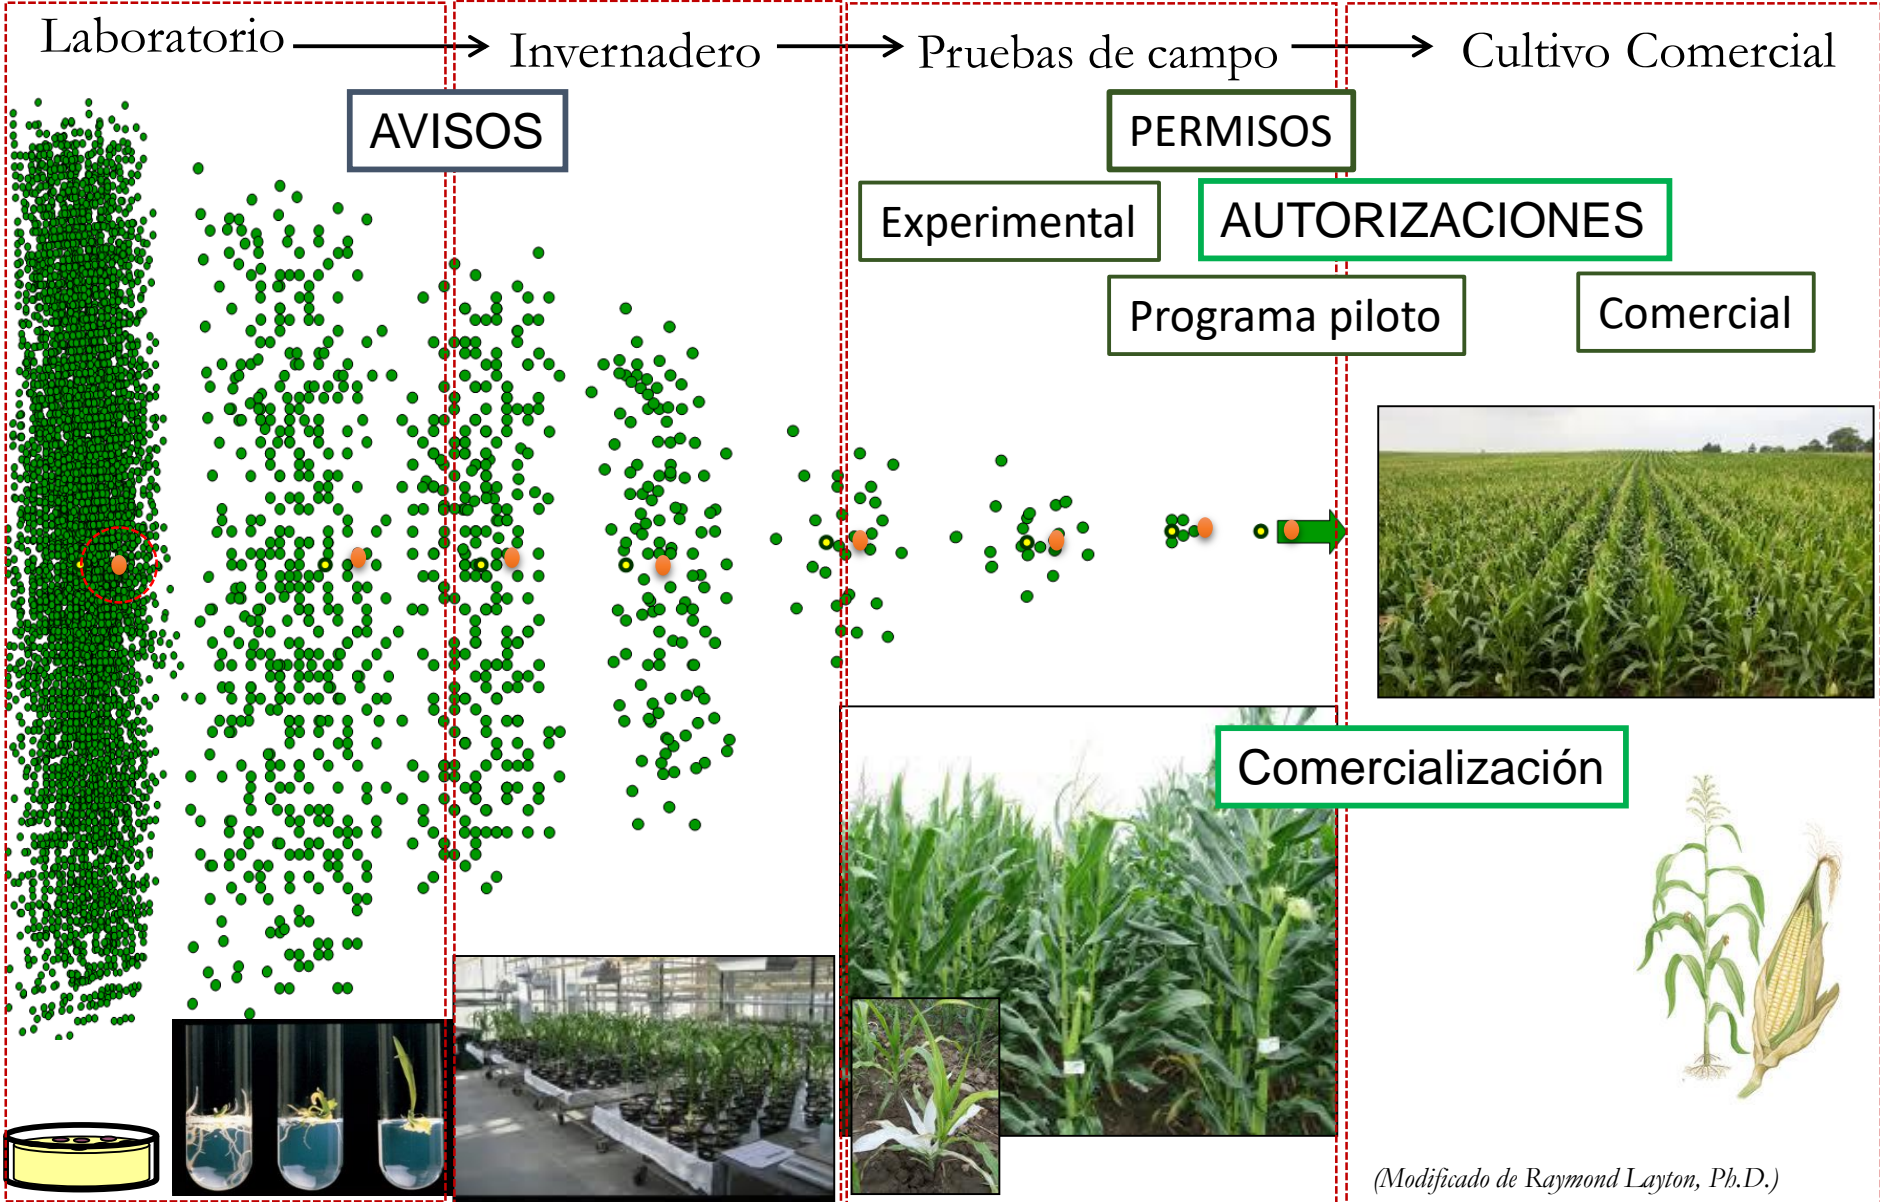 Laboratorio
Invernadero
Pruebas de campo
Cultivo Comercial
AVISOS
PERMISOS
Experimental
AUTORIZACIONES
Programa piloto
Comercial
Comercialización
(Modificado de Raymond Layton, Ph.D.)